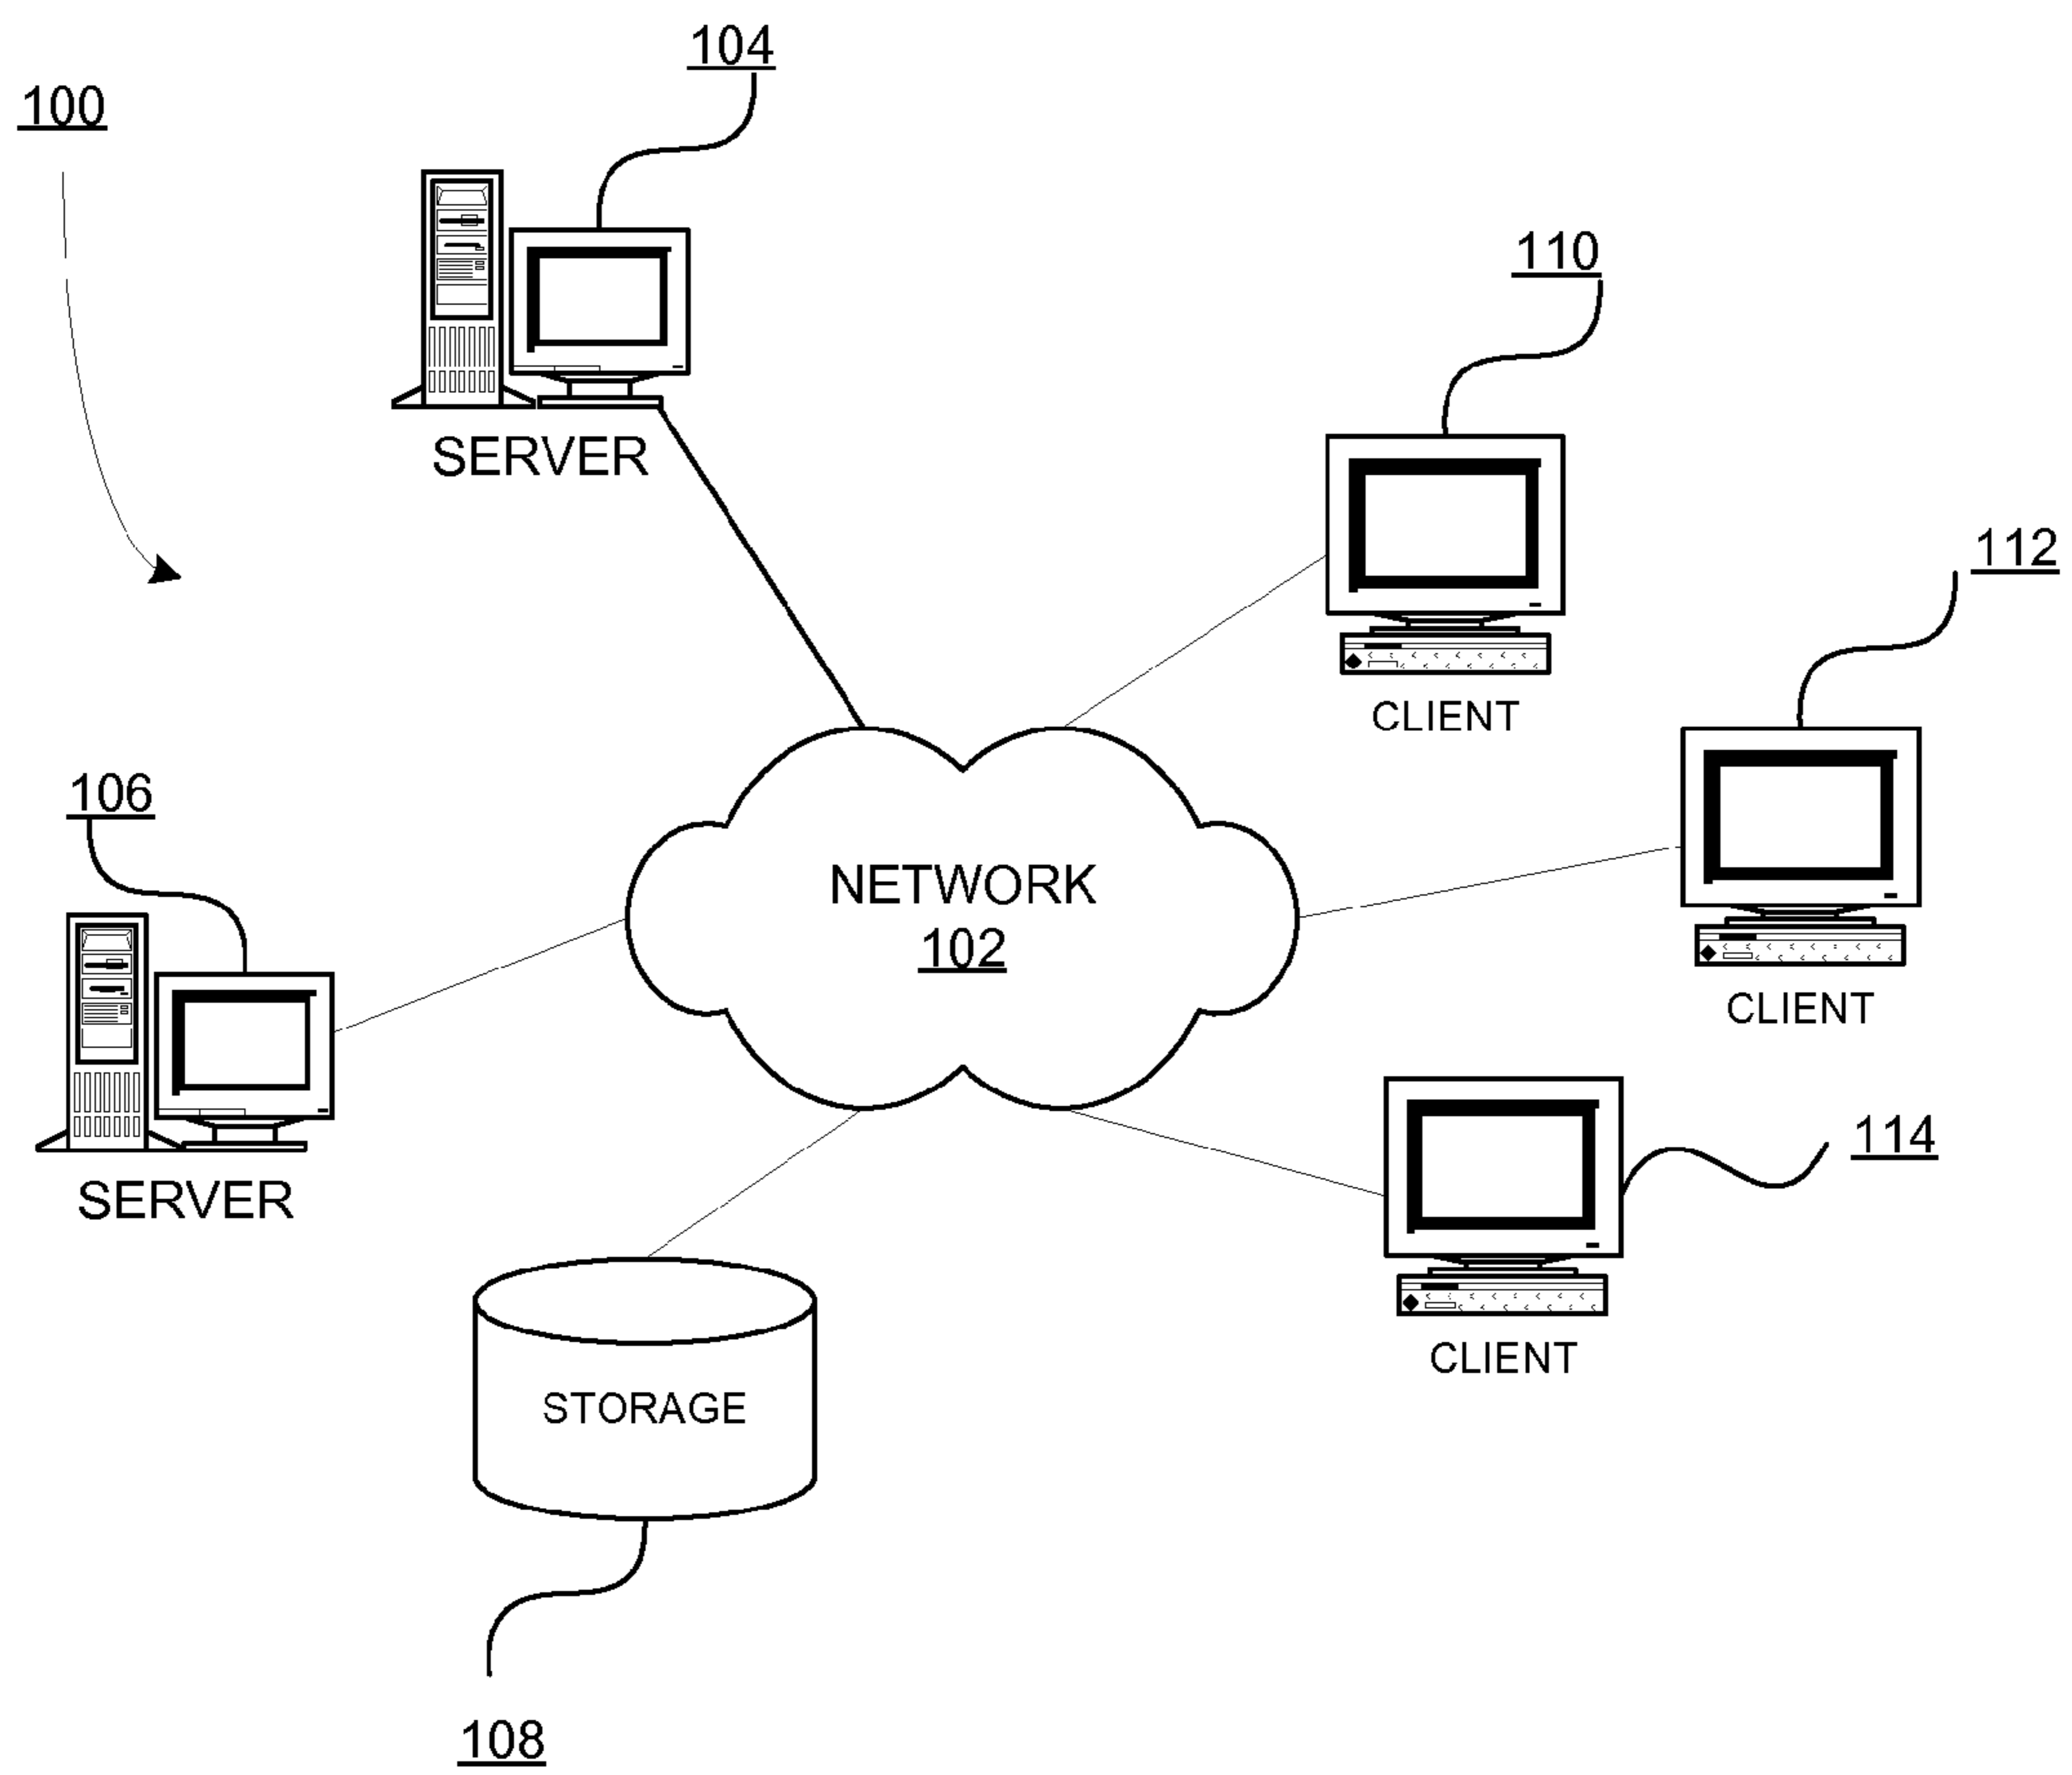 104
100
SERVER
110
CLIENT
112
CLIENT
106
SERVER
NETWORK
102
114
CLIENT
STORAGE
108